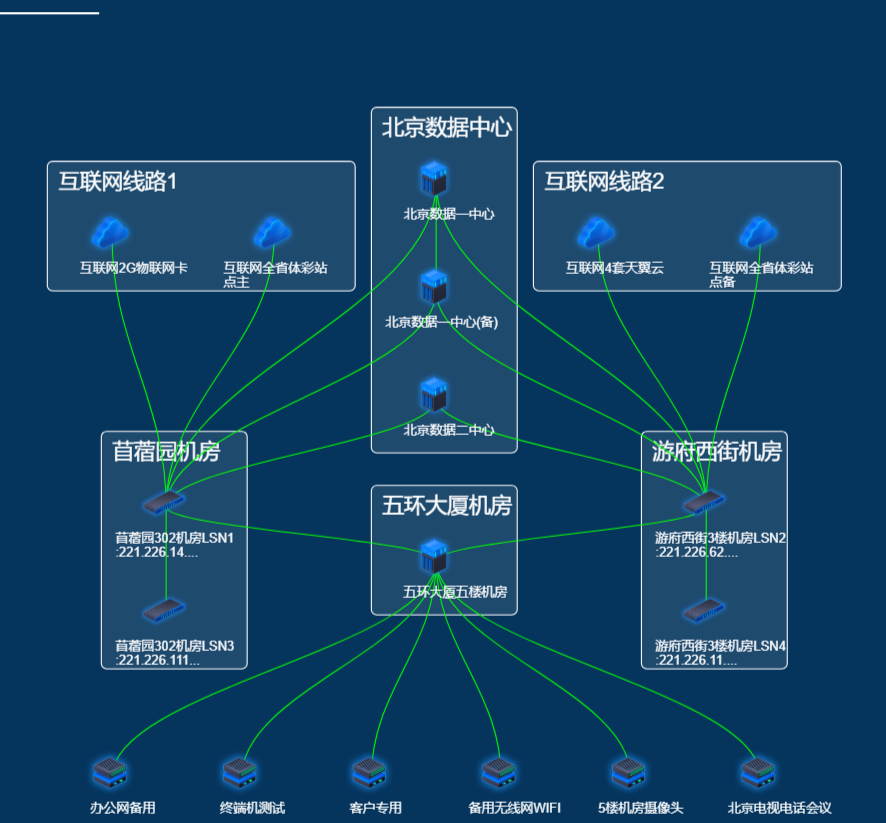 北京数据中心
北京数据一中心
北京数据一中心(备)
北京数据二中心
互联网线路1
互联网2G物联网卡
互联网全省体彩站
点主
互联网线路2
互联网4套天翼云
互联网全省体彩站
点备
苜蓿园机房
苜蓿园302机房LSN1
:221.226.14....
苜蓿园302机房LSN3
:221.226.111...
五环大厦机房
五环大厦五楼机房
游府西街机房
游府西街3楼机房LSN2
:221.226.62....
游府西街3楼机房LSN4
:221.226.11....
办公网备用
终端机测试
客户专用
备用无线网WIFI
5楼机房摄像头
北京电视电话会议